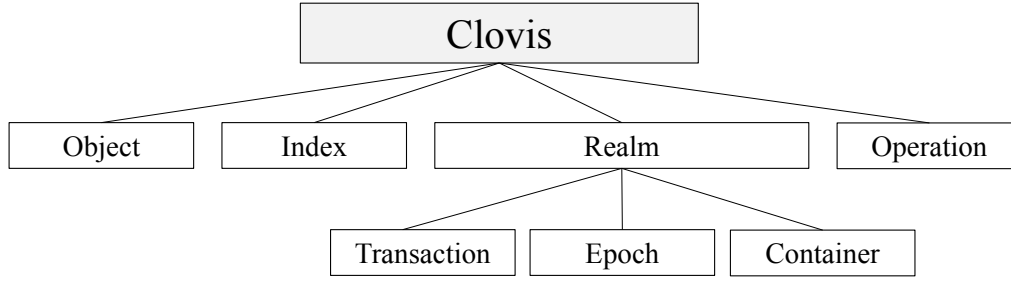 Clovis
Object Index Realm Operation
Transaction Epoch Container